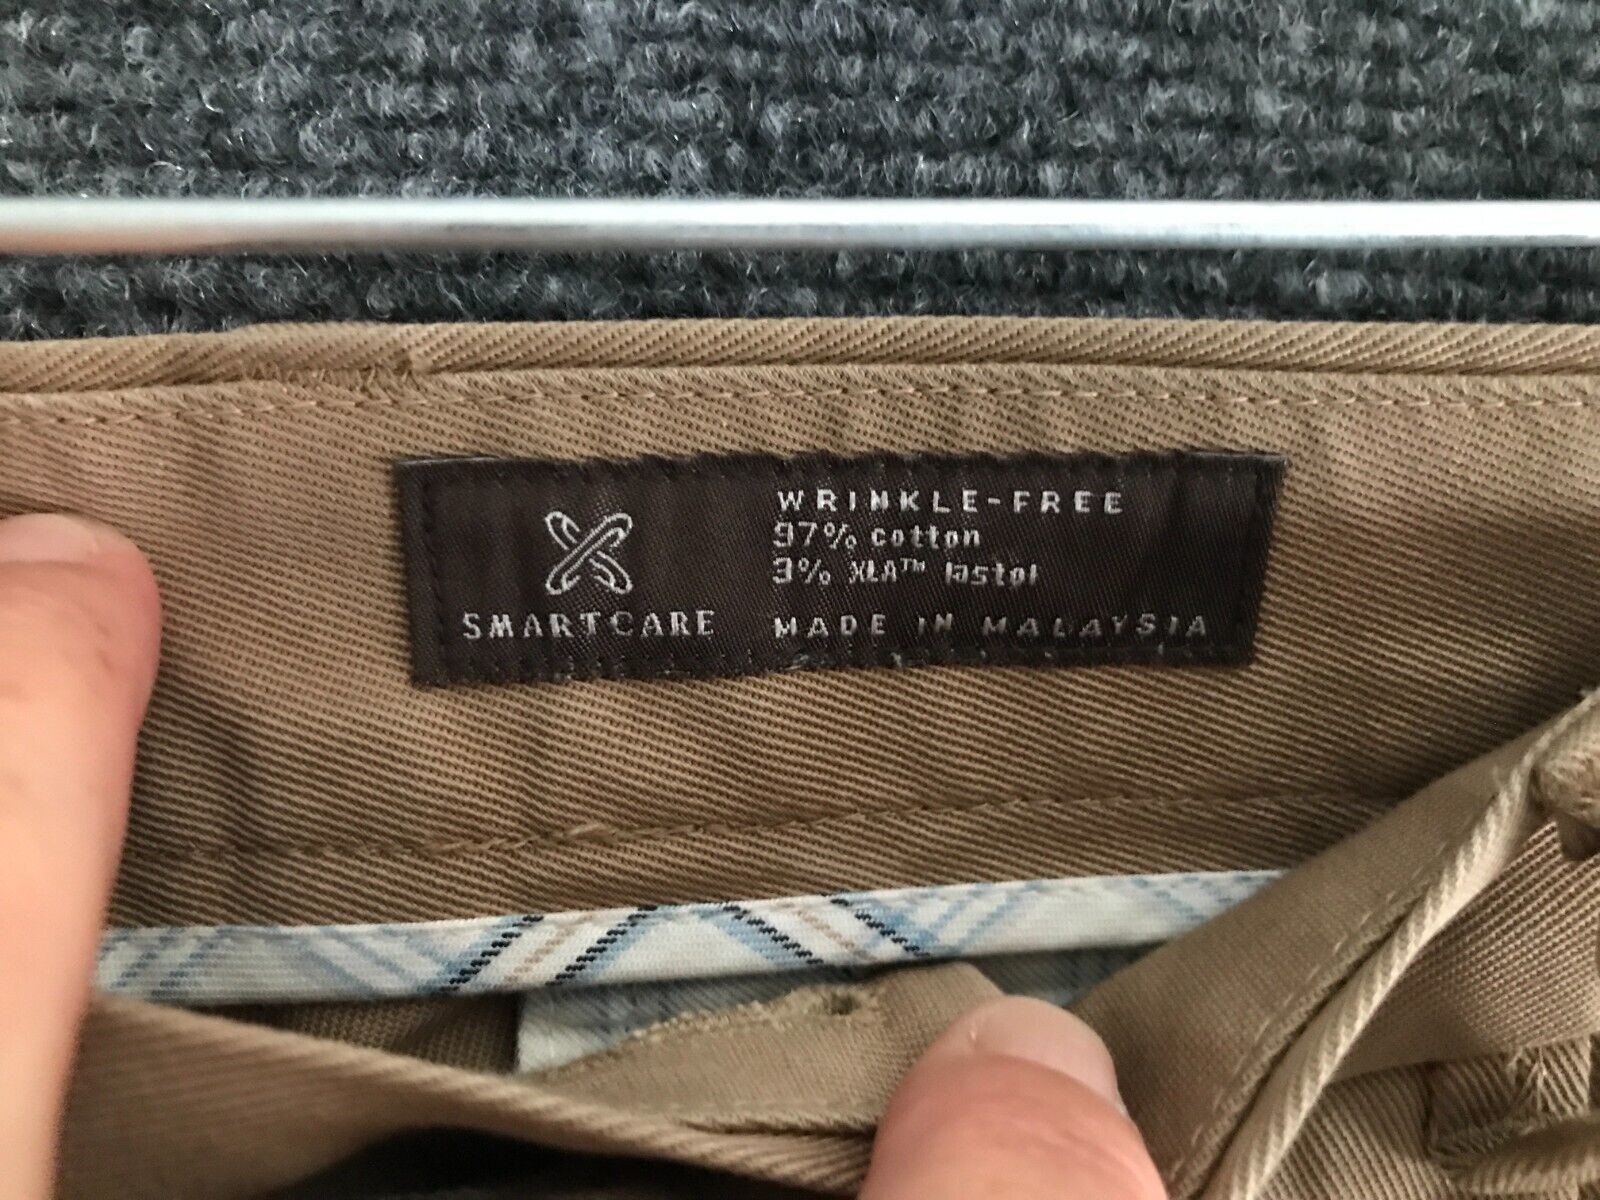 SMARTCARE
WRINKLE-FREE
97% cotton
3% XLA™ lastol
MADE IN MALAYSIA